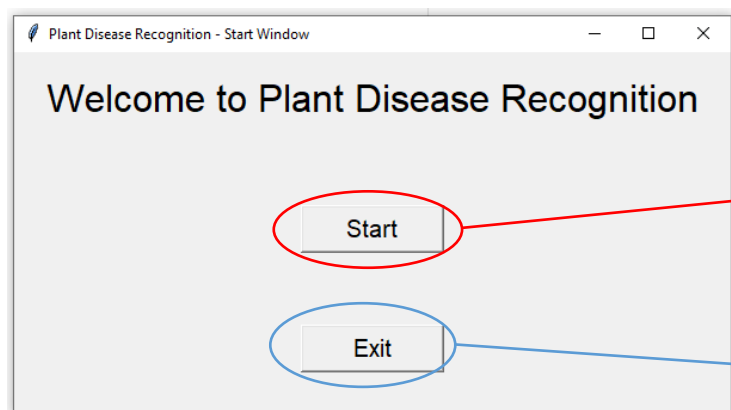 Plant Disease Recognition - Start Window
Welcome to Plant Disease Recognition
Start
Exit